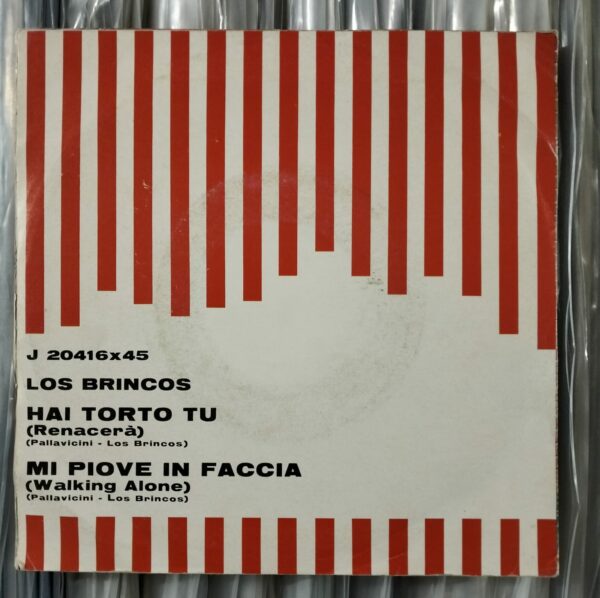 J 20416x45
LOS BRINCOS
HAI TORTO TU
(Renacerà)
(Pallavicini - Los Brincos)
MI PIOVE IN FACCIA
(Walking Alone)
(Pallavicini - Los Brincos)